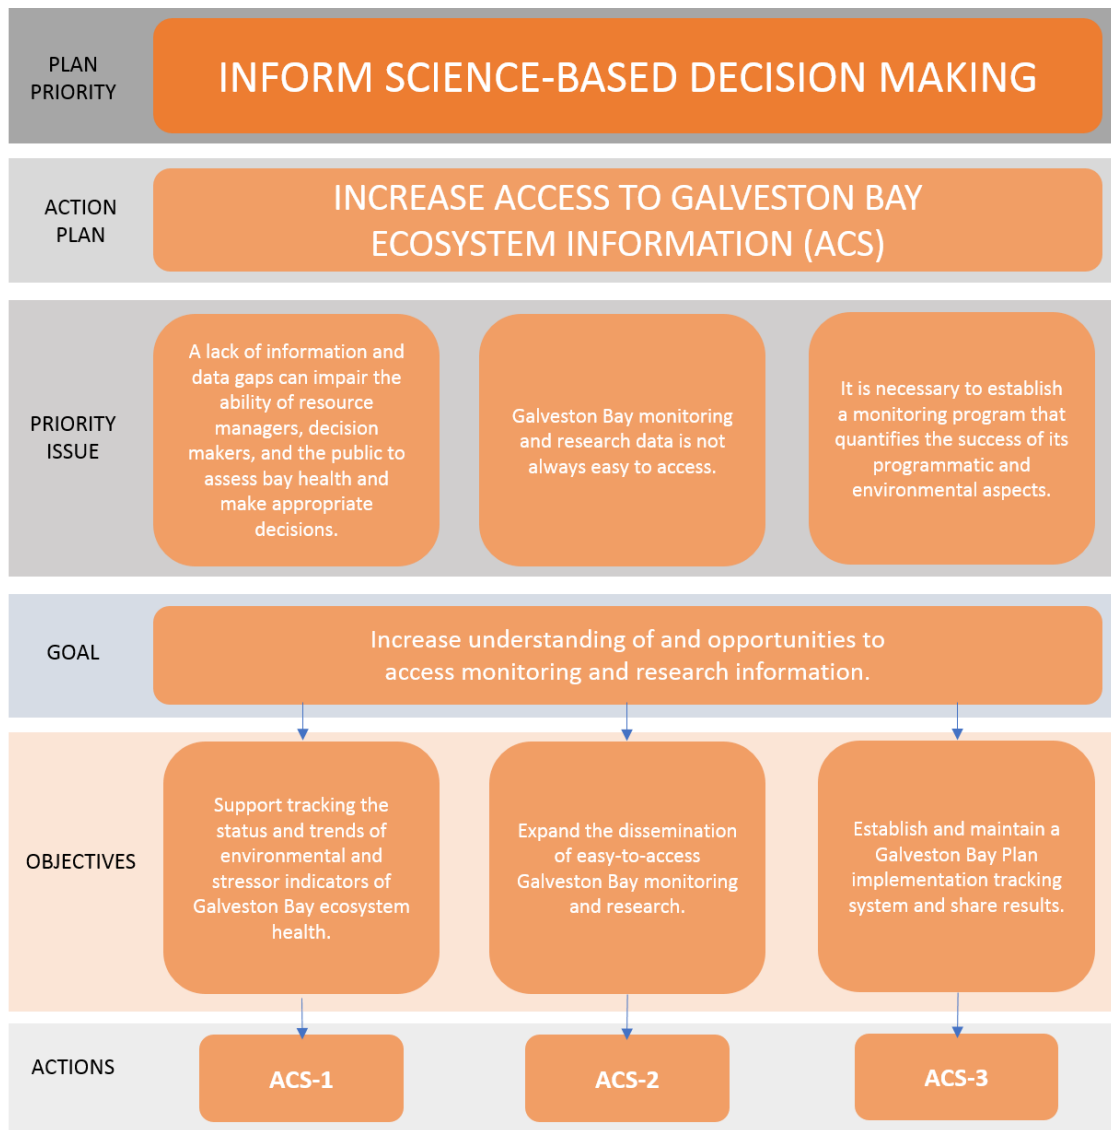 PLAN
PRIORITY
INFORM SCIENCE-BASED DECISION MAKING
ACTION
PLAN
INCREASE ACCESS TO GALVESTON BAY
ECOSYSTEM INFORMATION (ACS)
PRIORITY
ISSUE
A lack of information and
data gaps can impair the
ability of resource
managers, decision
makers, and the public to
assess bay health and
make appropriate
decisions.
Galveston Bay monitoring
and research data is not
always easy to access.
It is necessary to establish
a monitoring program that
quantifies the success of its
programmatic and
environmental aspects.
GOAL
Increase understanding of and opportunities to
access monitoring and research information.
OBJECTIVES
Support tracking the
status and trends of
environmental and
stressor indicators of
Galveston Bay ecosystem
health.
Expand the dissemination
of easy-to-access
Galveston Bay monitoring
and research.
Establish and maintain a
Galveston Bay Plan
implementation tracking
system and share results.
ACTIONS
ACS-1
ACS-2
ACS-3